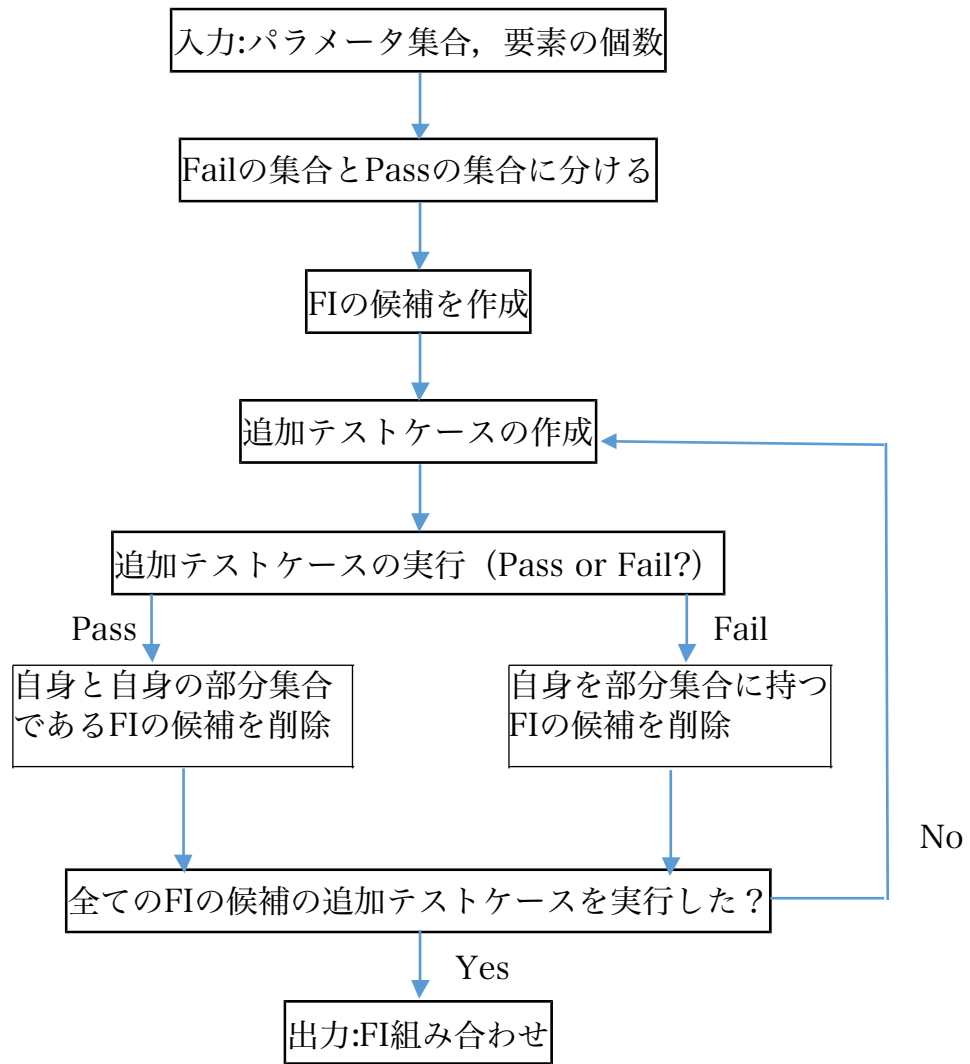 入力:パラメータ集合，要素の個数
Failの集合とPassの集合に分ける
FIの候補を作成
追加テストケースの作成
追加テストケースの実行（Pass or Fail?）
Pass
Fail
自身と自身の部分集合
であるFIの候補を削除
自身を部分集合に持つ
FIの候補を削除
No
全てのFIの候補の追加テストケースを実行した？
Yes
出力:FI組み合わせ